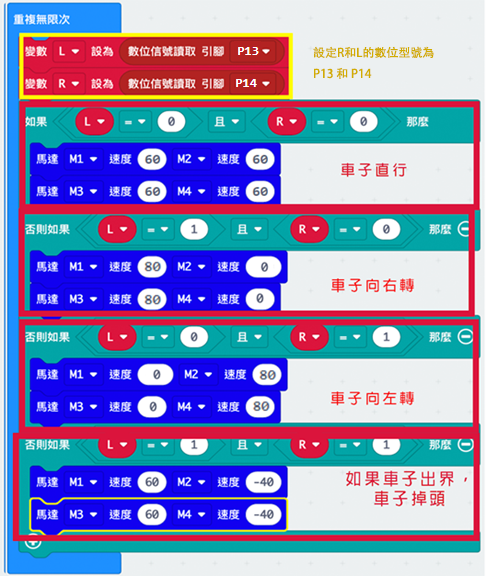 重複無限次
變數 L 設為 數位信號讀取 引腳 P13
變數 R 設為 數位信號讀取 引腳 P14
設定R和L的數位型號為
P13 和 P14
如果 L = 0 且 R = 0 那麼
馬達 M1 速度 60 M2 速度 60
馬達 M3 速度 60 M4 速度 60
車子直行
否則如果 L = 1 且 R = 0 那麼
馬達 M1 速度 80 M2 速度 0
馬達 M3 速度 80 M4 速度 0
車子向右轉
否則如果 L = 0 且 R = 1 那麼
馬達 M1 速度 0 M2 速度 80
馬達 M3 速度 0 M4 速度 80
車子向左轉
否則如果 L = 1 且 R = 1 那麼
馬達 M1 速度 60 M2 速度 -40
馬達 M3 速度 60 M4 速度 -40
如果車子出界，
車子掉頭